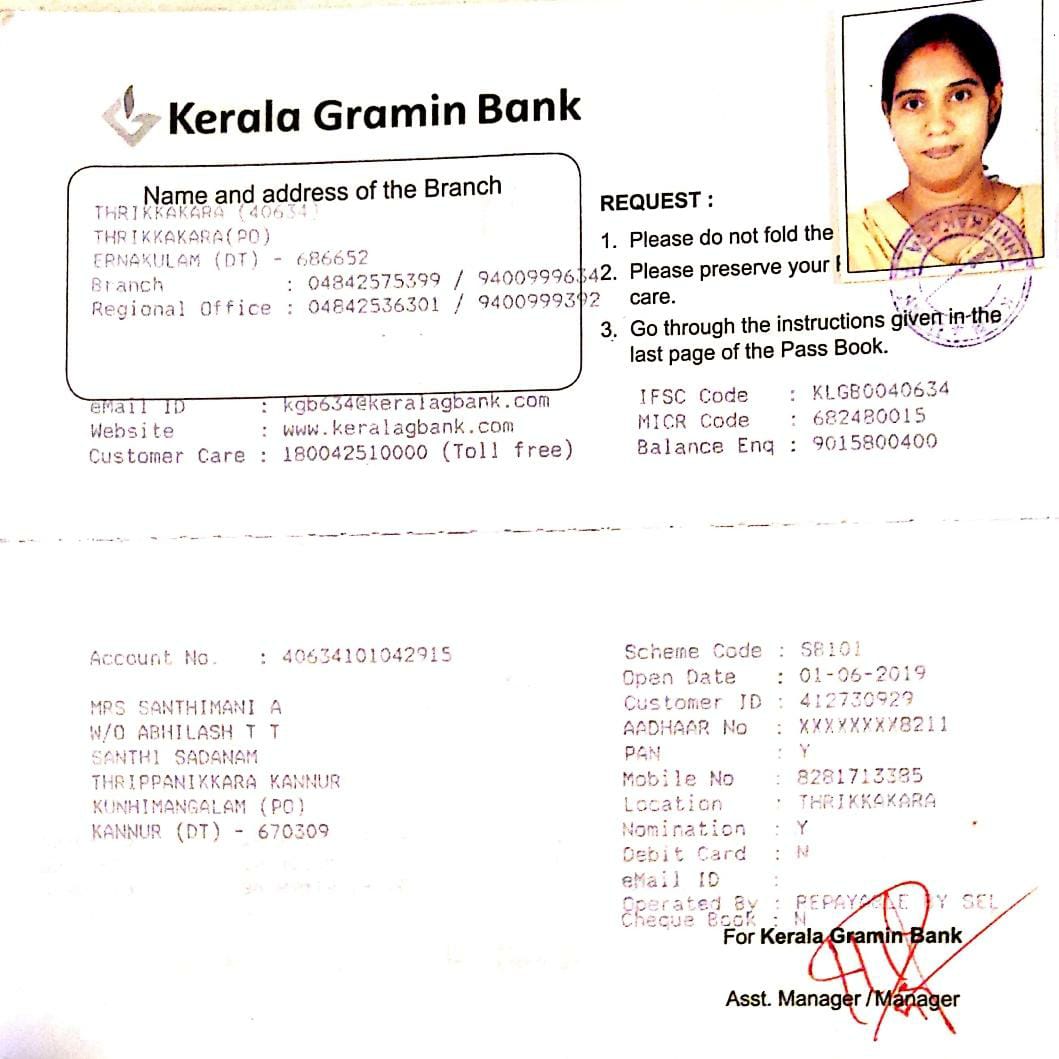 Kerala Gramin Bank
Name and address of the Branch
THRIKKAKARA (40634)
THRIKKAKARA(PO)
ERNAKULAM (DT) - 686652
Branch : 04842575399 / 9400999634
Regional Office : 04842536301 / 9400999392
eMail ID : kgb634@keralagbank.com
Website : www.keralagbank.com
Customer Care : 180042510000 (Toll free)
REQUEST :
1. Please do not fold the
2. Please preserve your
care.
3. Go through the instructions given in the
last page of the Pass Book.
IFSC Code : KLGB0040634
MICR Code : 682480015
Balance Enq : 9015800400
Account No. : 40634101042915
MRS SANTHIMANI A
W/O ABHILASH T T
SANTHI SADANAM
THRIPPANIKKARA KANNUR
KUNHIMANGALAM (PO)
KANNUR (DT) - 670309
Scheme Code : SB101
Open Date : 01-06-2019
Customer ID : 412730929
AADHAAR No : XXXXXXXX8211
PAN : Y
Mobile No : 8281713385
Location : THRIKKAKARA
Nomination : Y
Debit Card : N
eMail ID :
Operated By : PEPAYABLE BY SEL
Cheque Book : N
For Kerala Gramin Bank
Asst. Manager / Manager